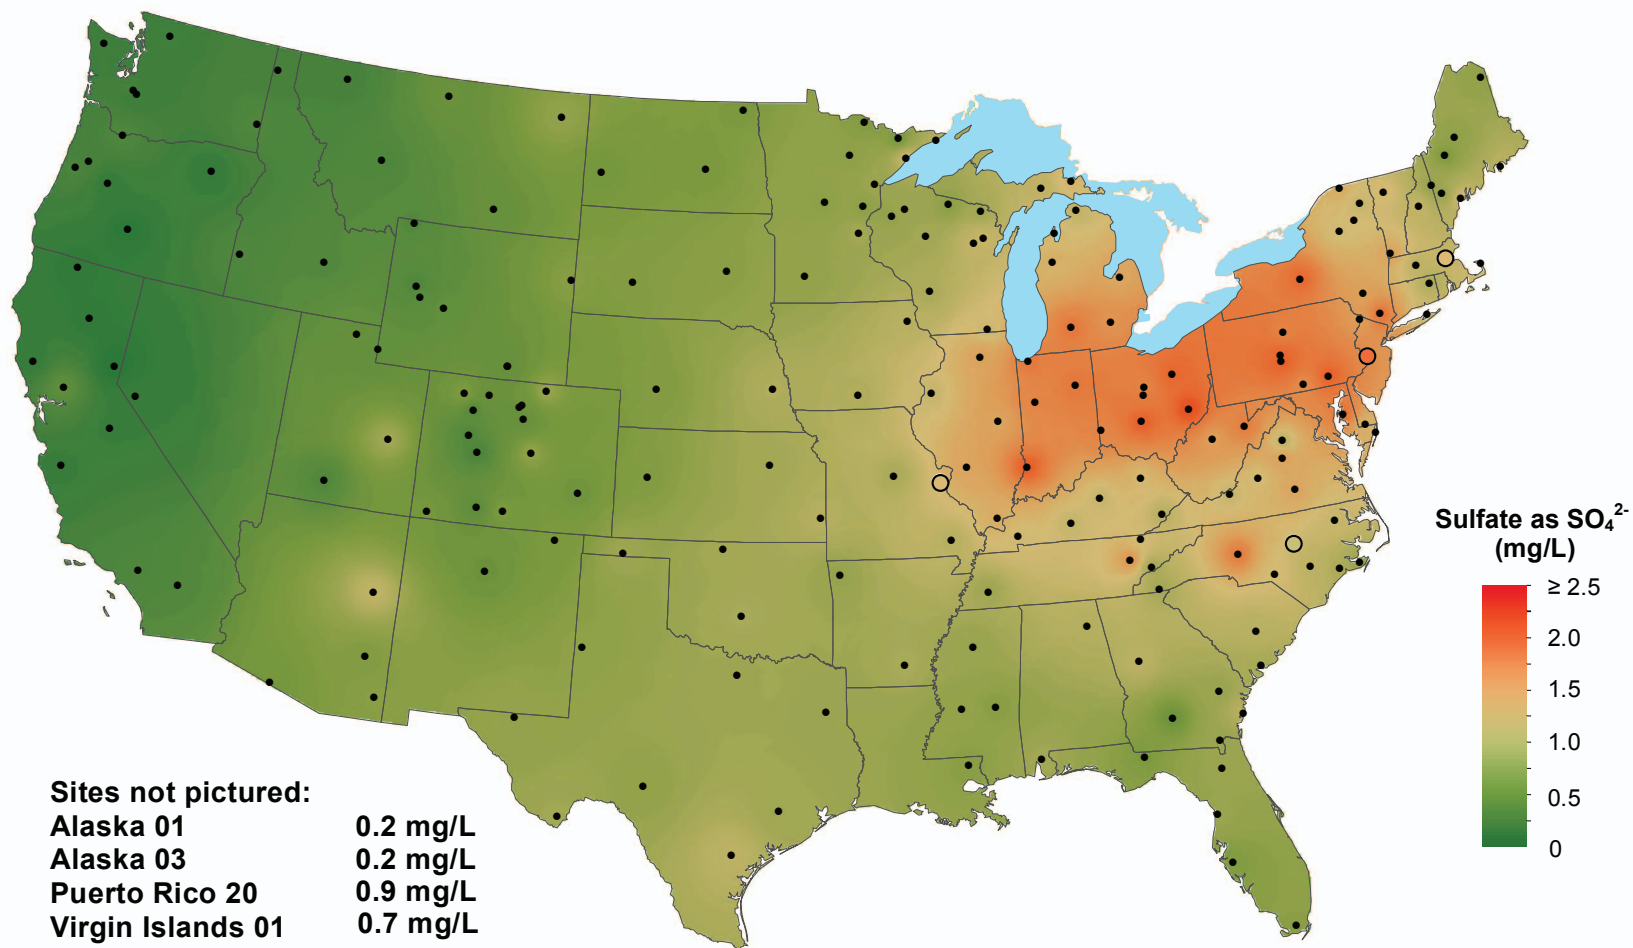 Sulfate as SO₄²⁻
(mg/L)
≥ 2.5
2.0
1.5
1.0
0.5
0
Sites not pictured:
Alaska 01 0.2 mg/L
Alaska 03 0.2 mg/L
Puerto Rico 20 0.9 mg/L
Virgin Islands 01 0.7 mg/L